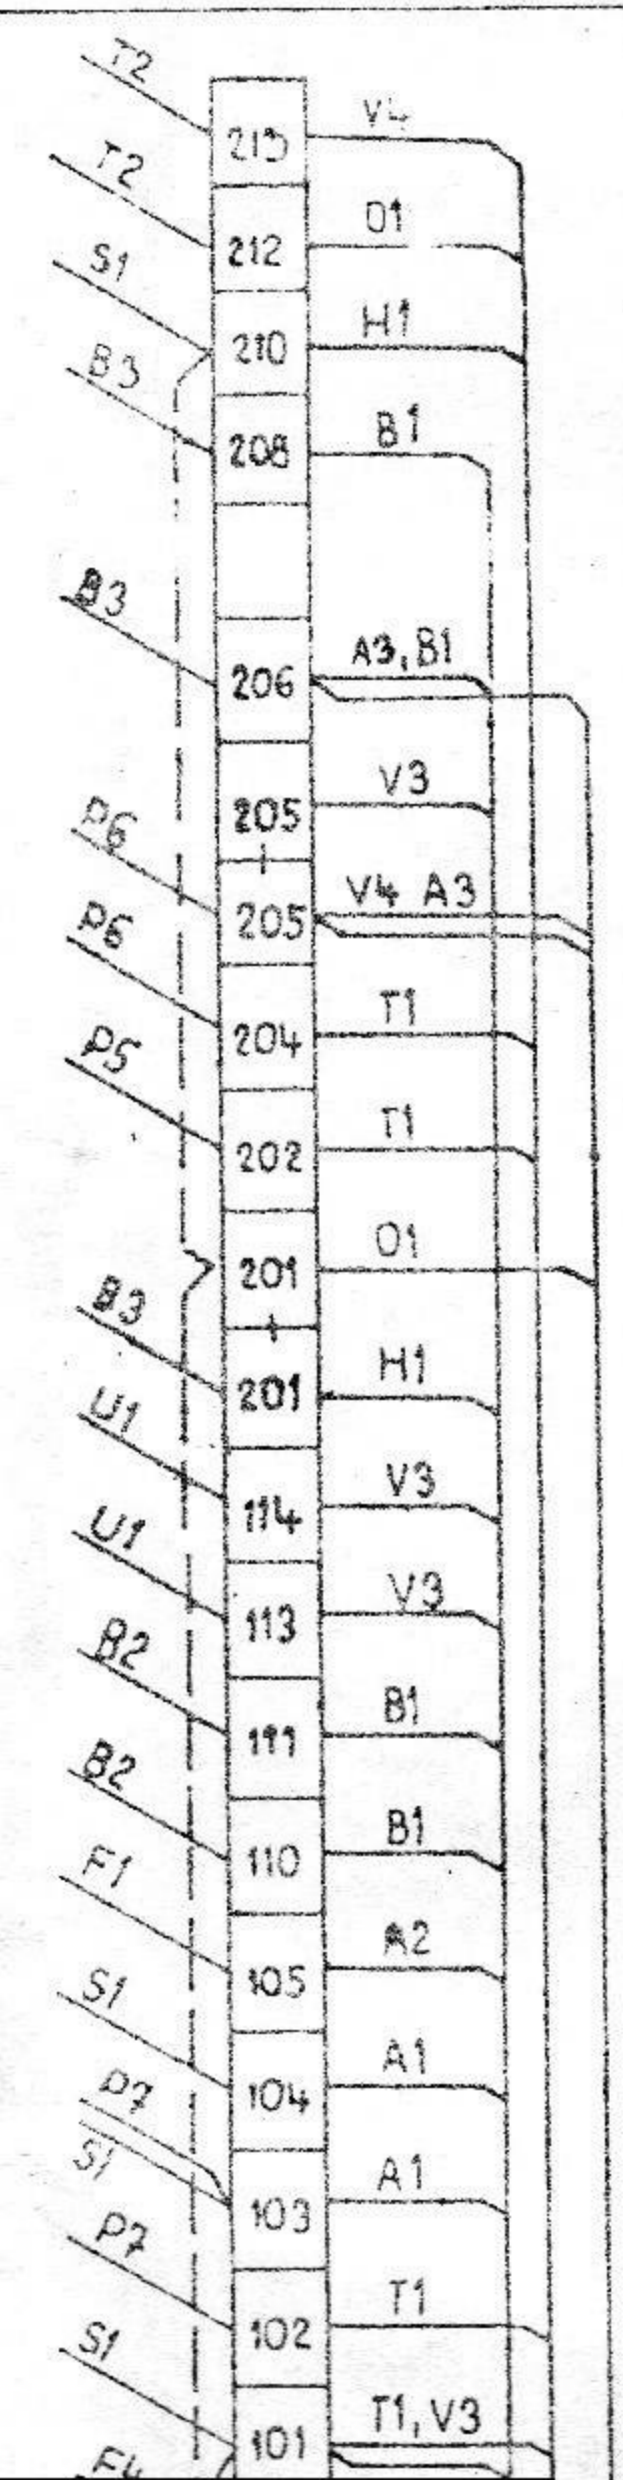 T2
213 V4
T2
212 O1
S1
210 H1
B3
208 B1
B3
206 A3, B1
205 V3
P6
205 V4 A3
P6
204 T1
P5
202 T1
201 O1
B3
201 H1
U1
114 V3
U1
113 V3
B2
111 B1
B2
110 B1
F1
105 A2
S1
104 A1
P7
S1
103 A1
P7
102 T1
S1
101 T1, V3
F4